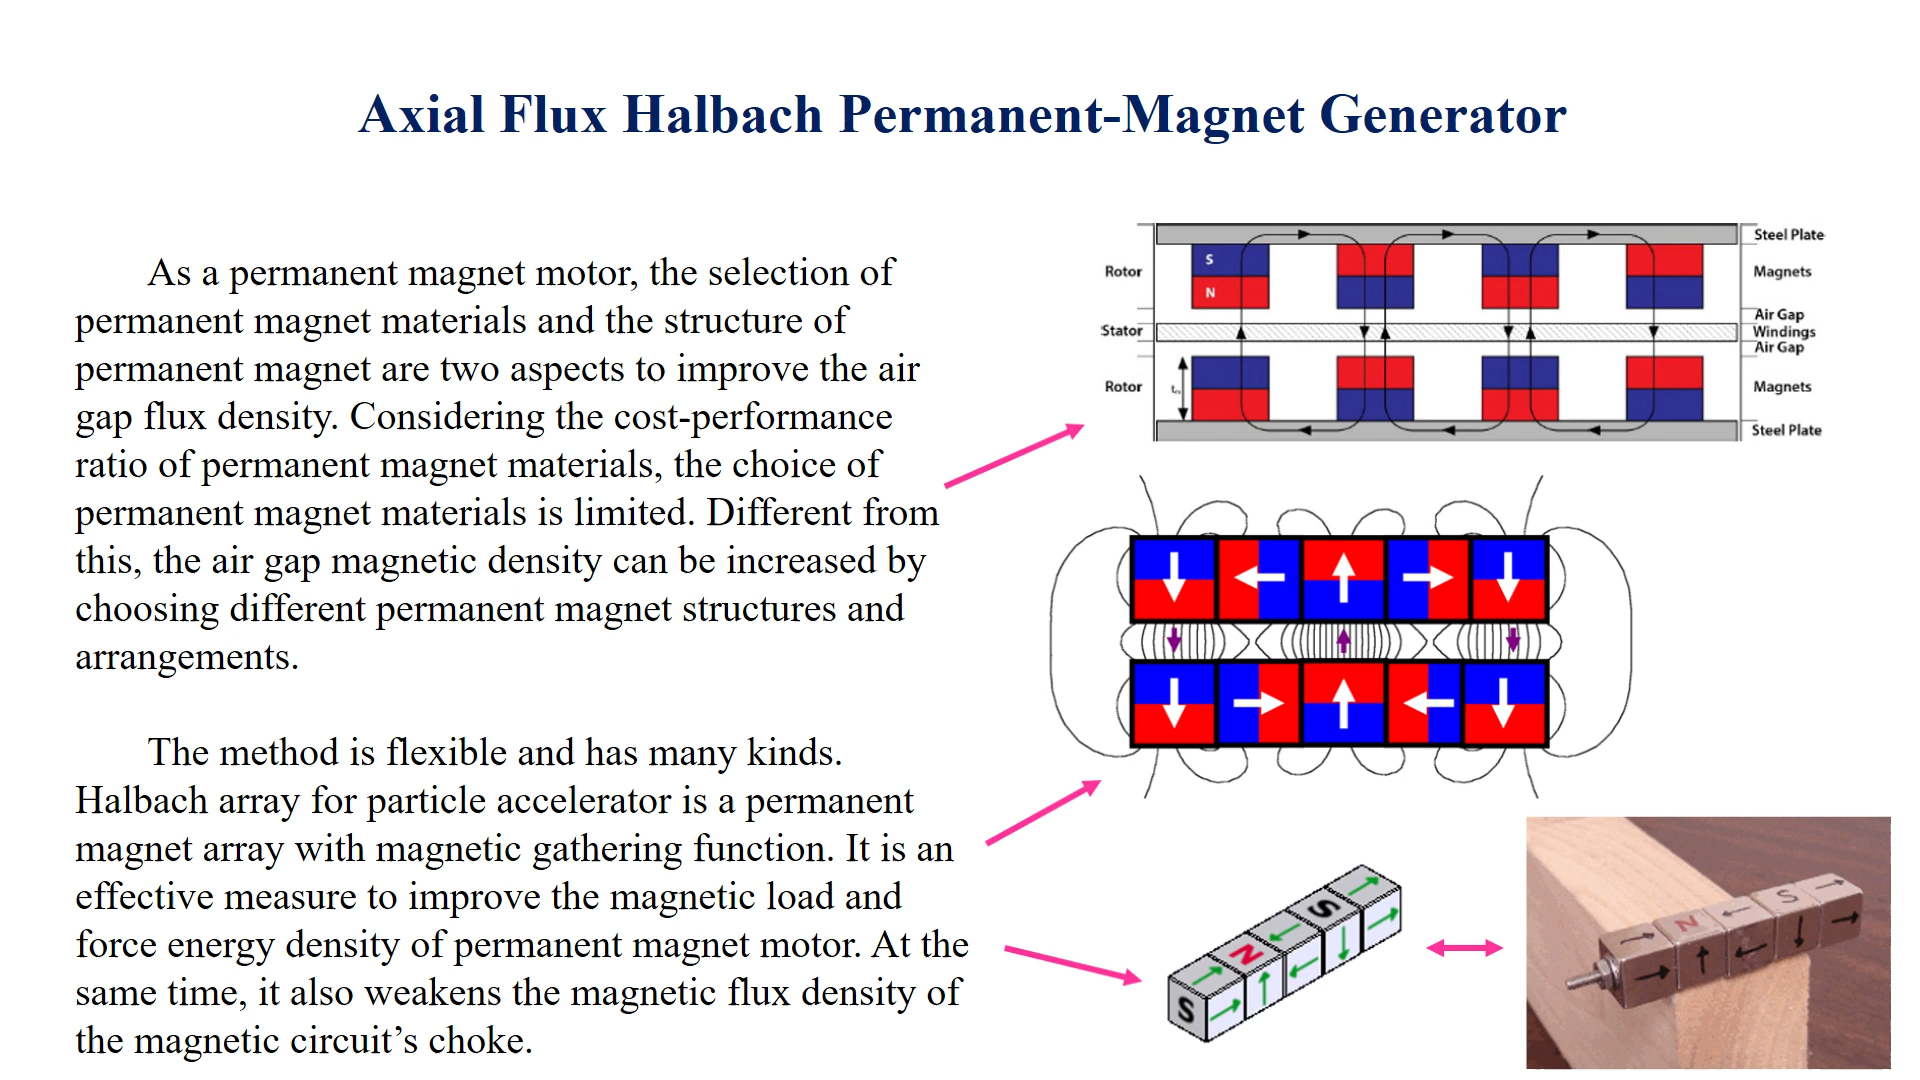 Axial Flux Halbach Permanent-Magnet Generator
As a permanent magnet motor, the selection of
permanent magnet materials and the structure of
permanent magnet are two aspects to improve the air
gap flux density. Considering the cost-performance
ratio of permanent magnet materials, the choice of
permanent magnet materials is limited. Different from
this, the air gap magnetic density can be increased by
choosing different permanent magnet structures and
arrangements.
The method is flexible and has many kinds.
Halbach array for particle accelerator is a permanent
magnet array with magnetic gathering function. It is an
effective measure to improve the magnetic load and
force energy density of permanent magnet motor. At the
same time, it also weakens the magnetic flux density of
the magnetic circuit’s choke.
Steel Plate
Rotor
S
N
Magnets
Air Gap
Stator
Windings
Air Gap
Rotor
Magnets
Steel Plate
S
N
S
N
S